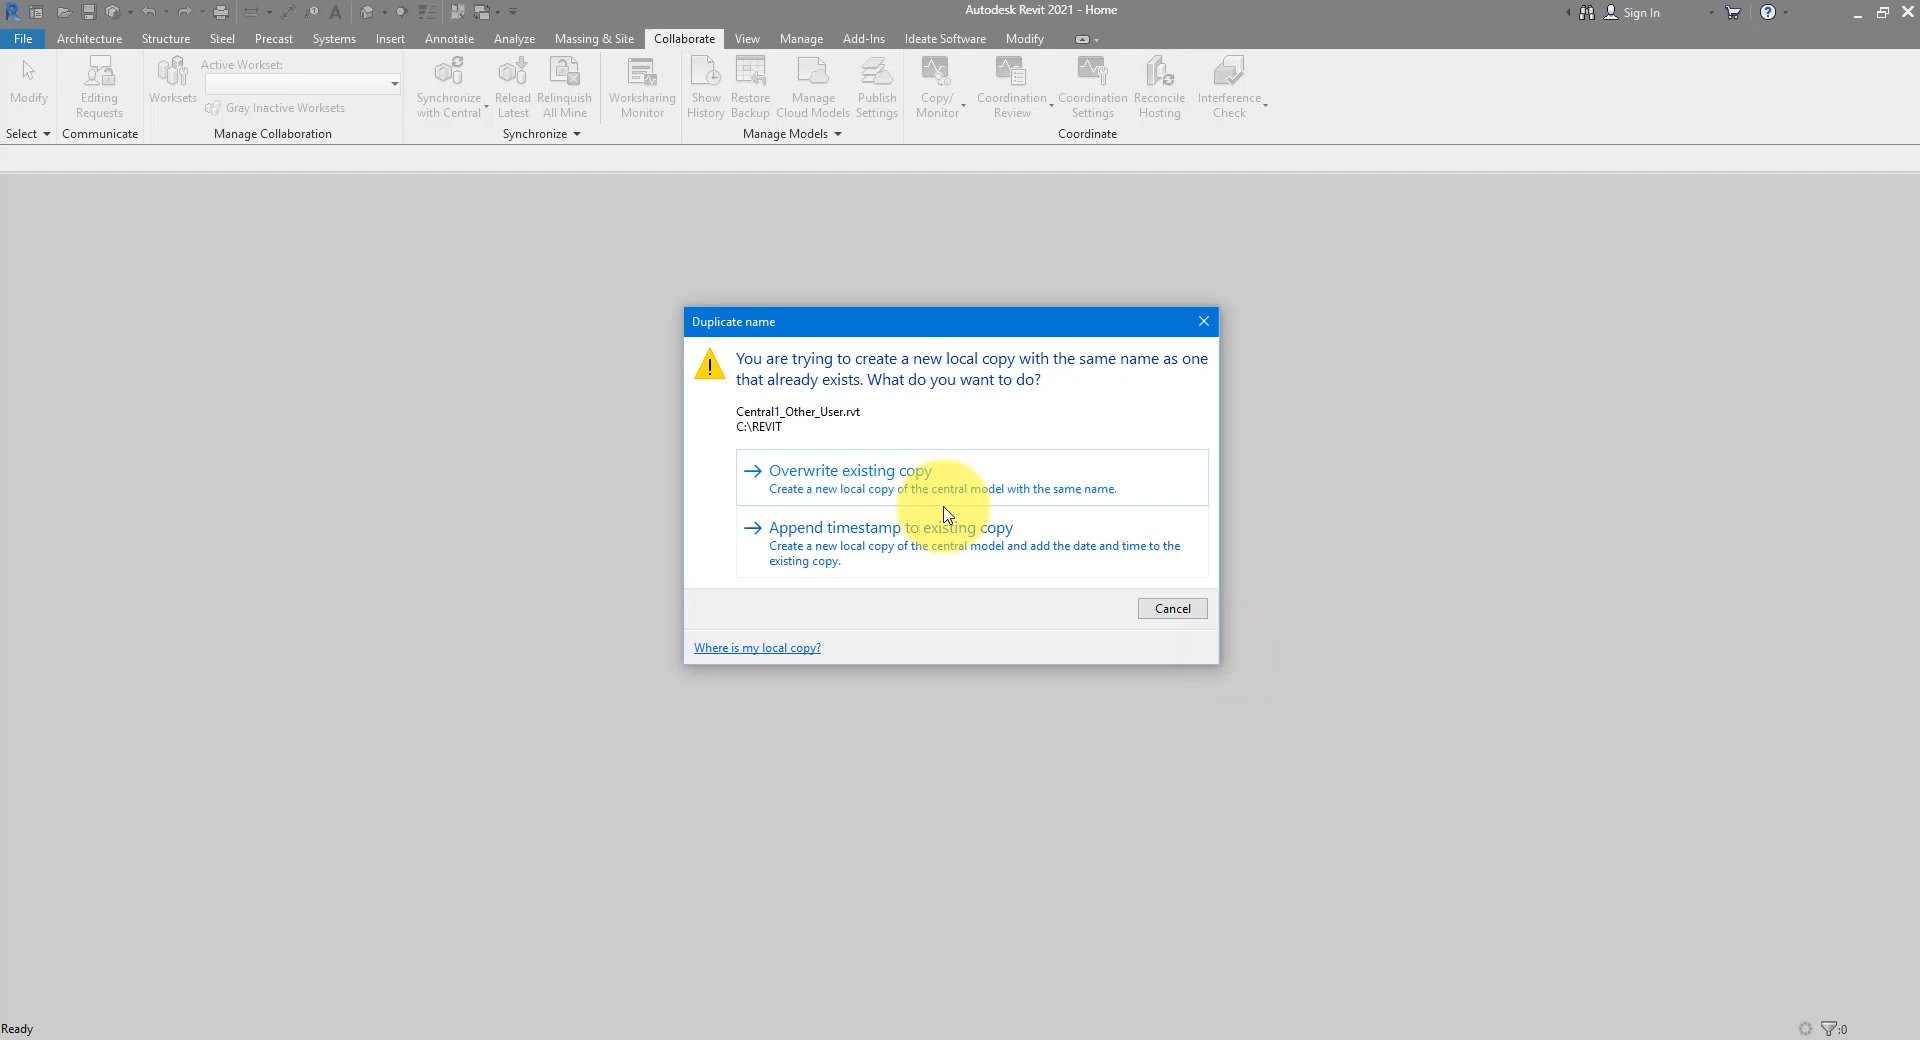 Autodesk Revit 2021 - Home
Sign In
File
Architecture
Structure
Steel
Precast
Systems
Insert
Annotate
Analyze
Massing & Site
Collaborate
View
Manage
Add-Ins
Ideate Software
Modify
Modify
Editing
Requests
Worksets
Active Workset:
Gray Inactive Worksets
Synchronize
with Central
Reload
Latest
Relinquish
All Mine
Worksharing
Monitor
Show
History
Restore
Backup
Manage
Cloud Models
Publish
Settings
Copy/
Monitor
Coordination
Review
Coordination
Settings
Reconcile
Hosting
Interference
Check
Select
Communicate
Manage Collaboration
Synchronize
Manage Models
Coordinate
Duplicate name
You are trying to create a new local copy with the same name as one
that already exists. What do you want to do?
Central1_Other_User.rvt
C:\REVIT
Overwrite existing copy
Create a new local copy of the central model with the same name.
Append timestamp to existing copy
Create a new local copy of the central model and add the date and time to the
existing copy.
Cancel
Where is my local copy?
Ready
:0